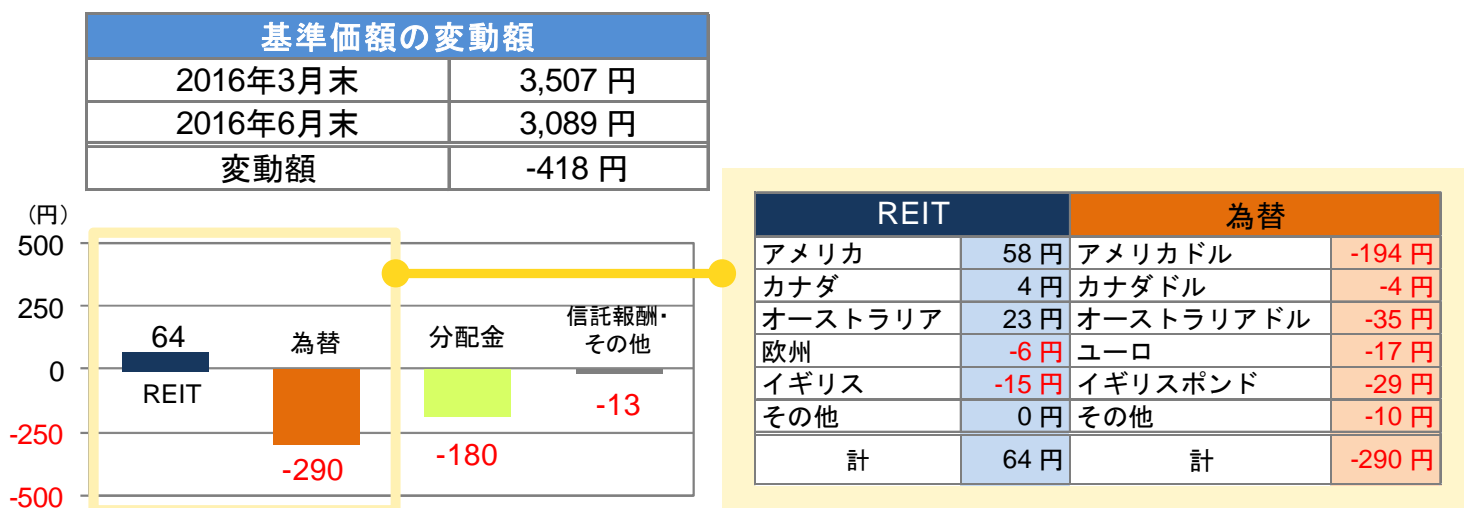 基準価額の変動額
2016年3月末 3,507 円
2016年6月末 3,089 円
変動額 -418 円
(円)
500
250
0
-250
-500
64
REIT
為替
-290
分配金
-180
信託報酬・
その他
-13
REIT 為替
アメリカ 58 円 アメリカドル -194 円
カナダ 4 円 カナダドル -4 円
オーストラリア 23 円 オーストラリアドル -35 円
欧州 -6 円 ユーロ -17 円
イギリス -15 円 イギリスポンド -29 円
その他 0 円 その他 -10 円
計 64 円 計 -290 円